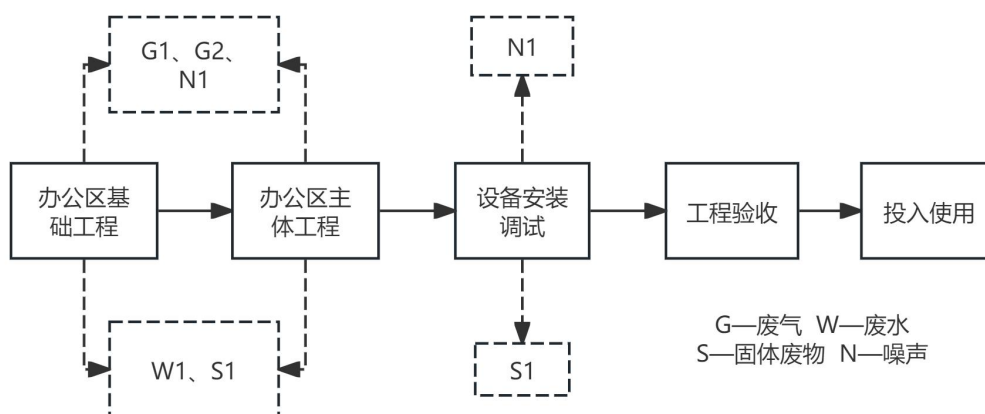 G1、G2、
N1
N1
办公区基
础工程
办公区主
体工程
设备安装
调试
工程验收
投入使用
W1、S1
S1
G—废气 W—废水
S—固体废物 N—噪声